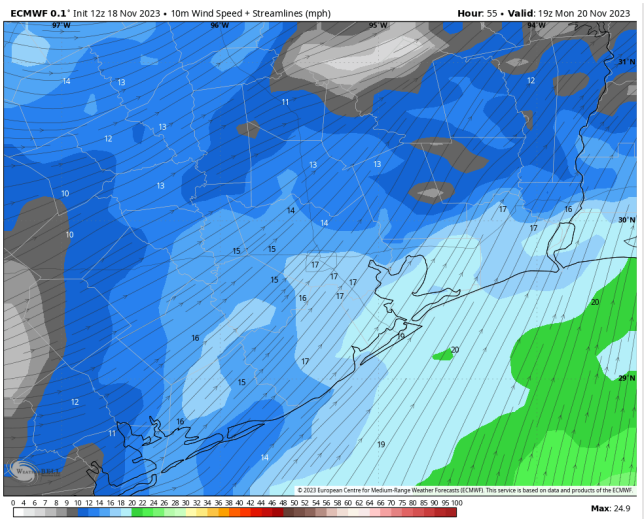 ECMWF 0.1° Init 12z 18 Nov 2023 • 10m Wind Speed + Streamlines (mph) Hour: 55 • Valid: 19z Mon 20 Nov 2023
97°W 96°W 95°W 94°W
31°N
14 13 12
11
13
12
13 13
13
10
14 17 16
30°N
14 17
10
15 15
17 17
17
16 17
20
16 19
20
17
29°N
15
12
16
11
19
14
WeatherBELL
© 2023 European Centre for Medium-Range Weather Forecasts (ECMWF). This service is based on data and products of the ECMWF.
0 4 6 7 8 9 10 12 14 16 18 20 22 24 26 28 30 32 34 36 38 40 42 44 46 48 50 52 54 56 58 60 62 64 66 68 70 75 80 85 90 95 100
Max: 24.9